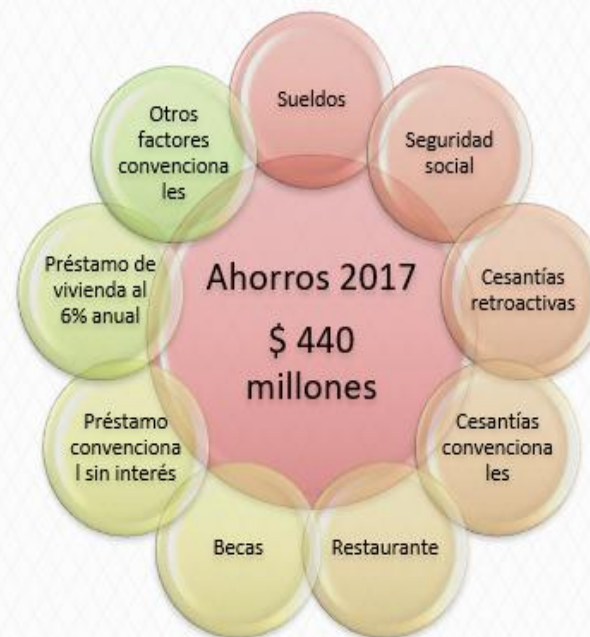 Ahorros 2017
$ 440
millones
Sueldos
Seguridad
social
Cesantías
retroactivas
Cesantías
convenciona
les
Restaurante
Becas
Préstamo
convenciona
l sin interés
Préstamo de
vivienda al
6% anual
Otros
factores
convenciona
les